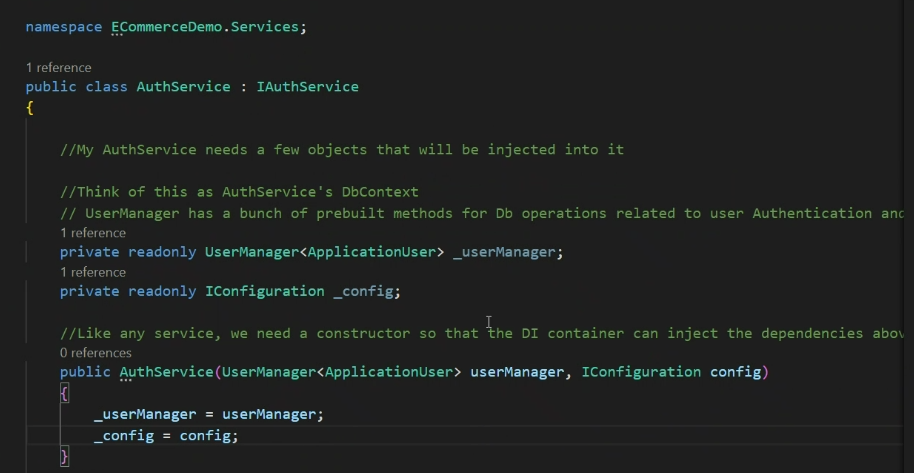 namespace ECommerceDemo.Services;
1 reference
public class AuthService : IAuthService
{
//My AuthService needs a few objects that will be injected into it
//Think of this as AuthService's DbContext
// UserManager has a bunch of prebuilt methods for Db operations related to user Authentication and
1 reference
private readonly UserManager<ApplicationUser> _userManager;
1 reference
private readonly IConfiguration _config;
//Like any service, we need a constructor so that the DI container can inject the dependencies abov
0 references
public AuthService(UserManager<ApplicationUser> userManager, IConfiguration config)
{
_userManager = userManager;
_config = config;
}